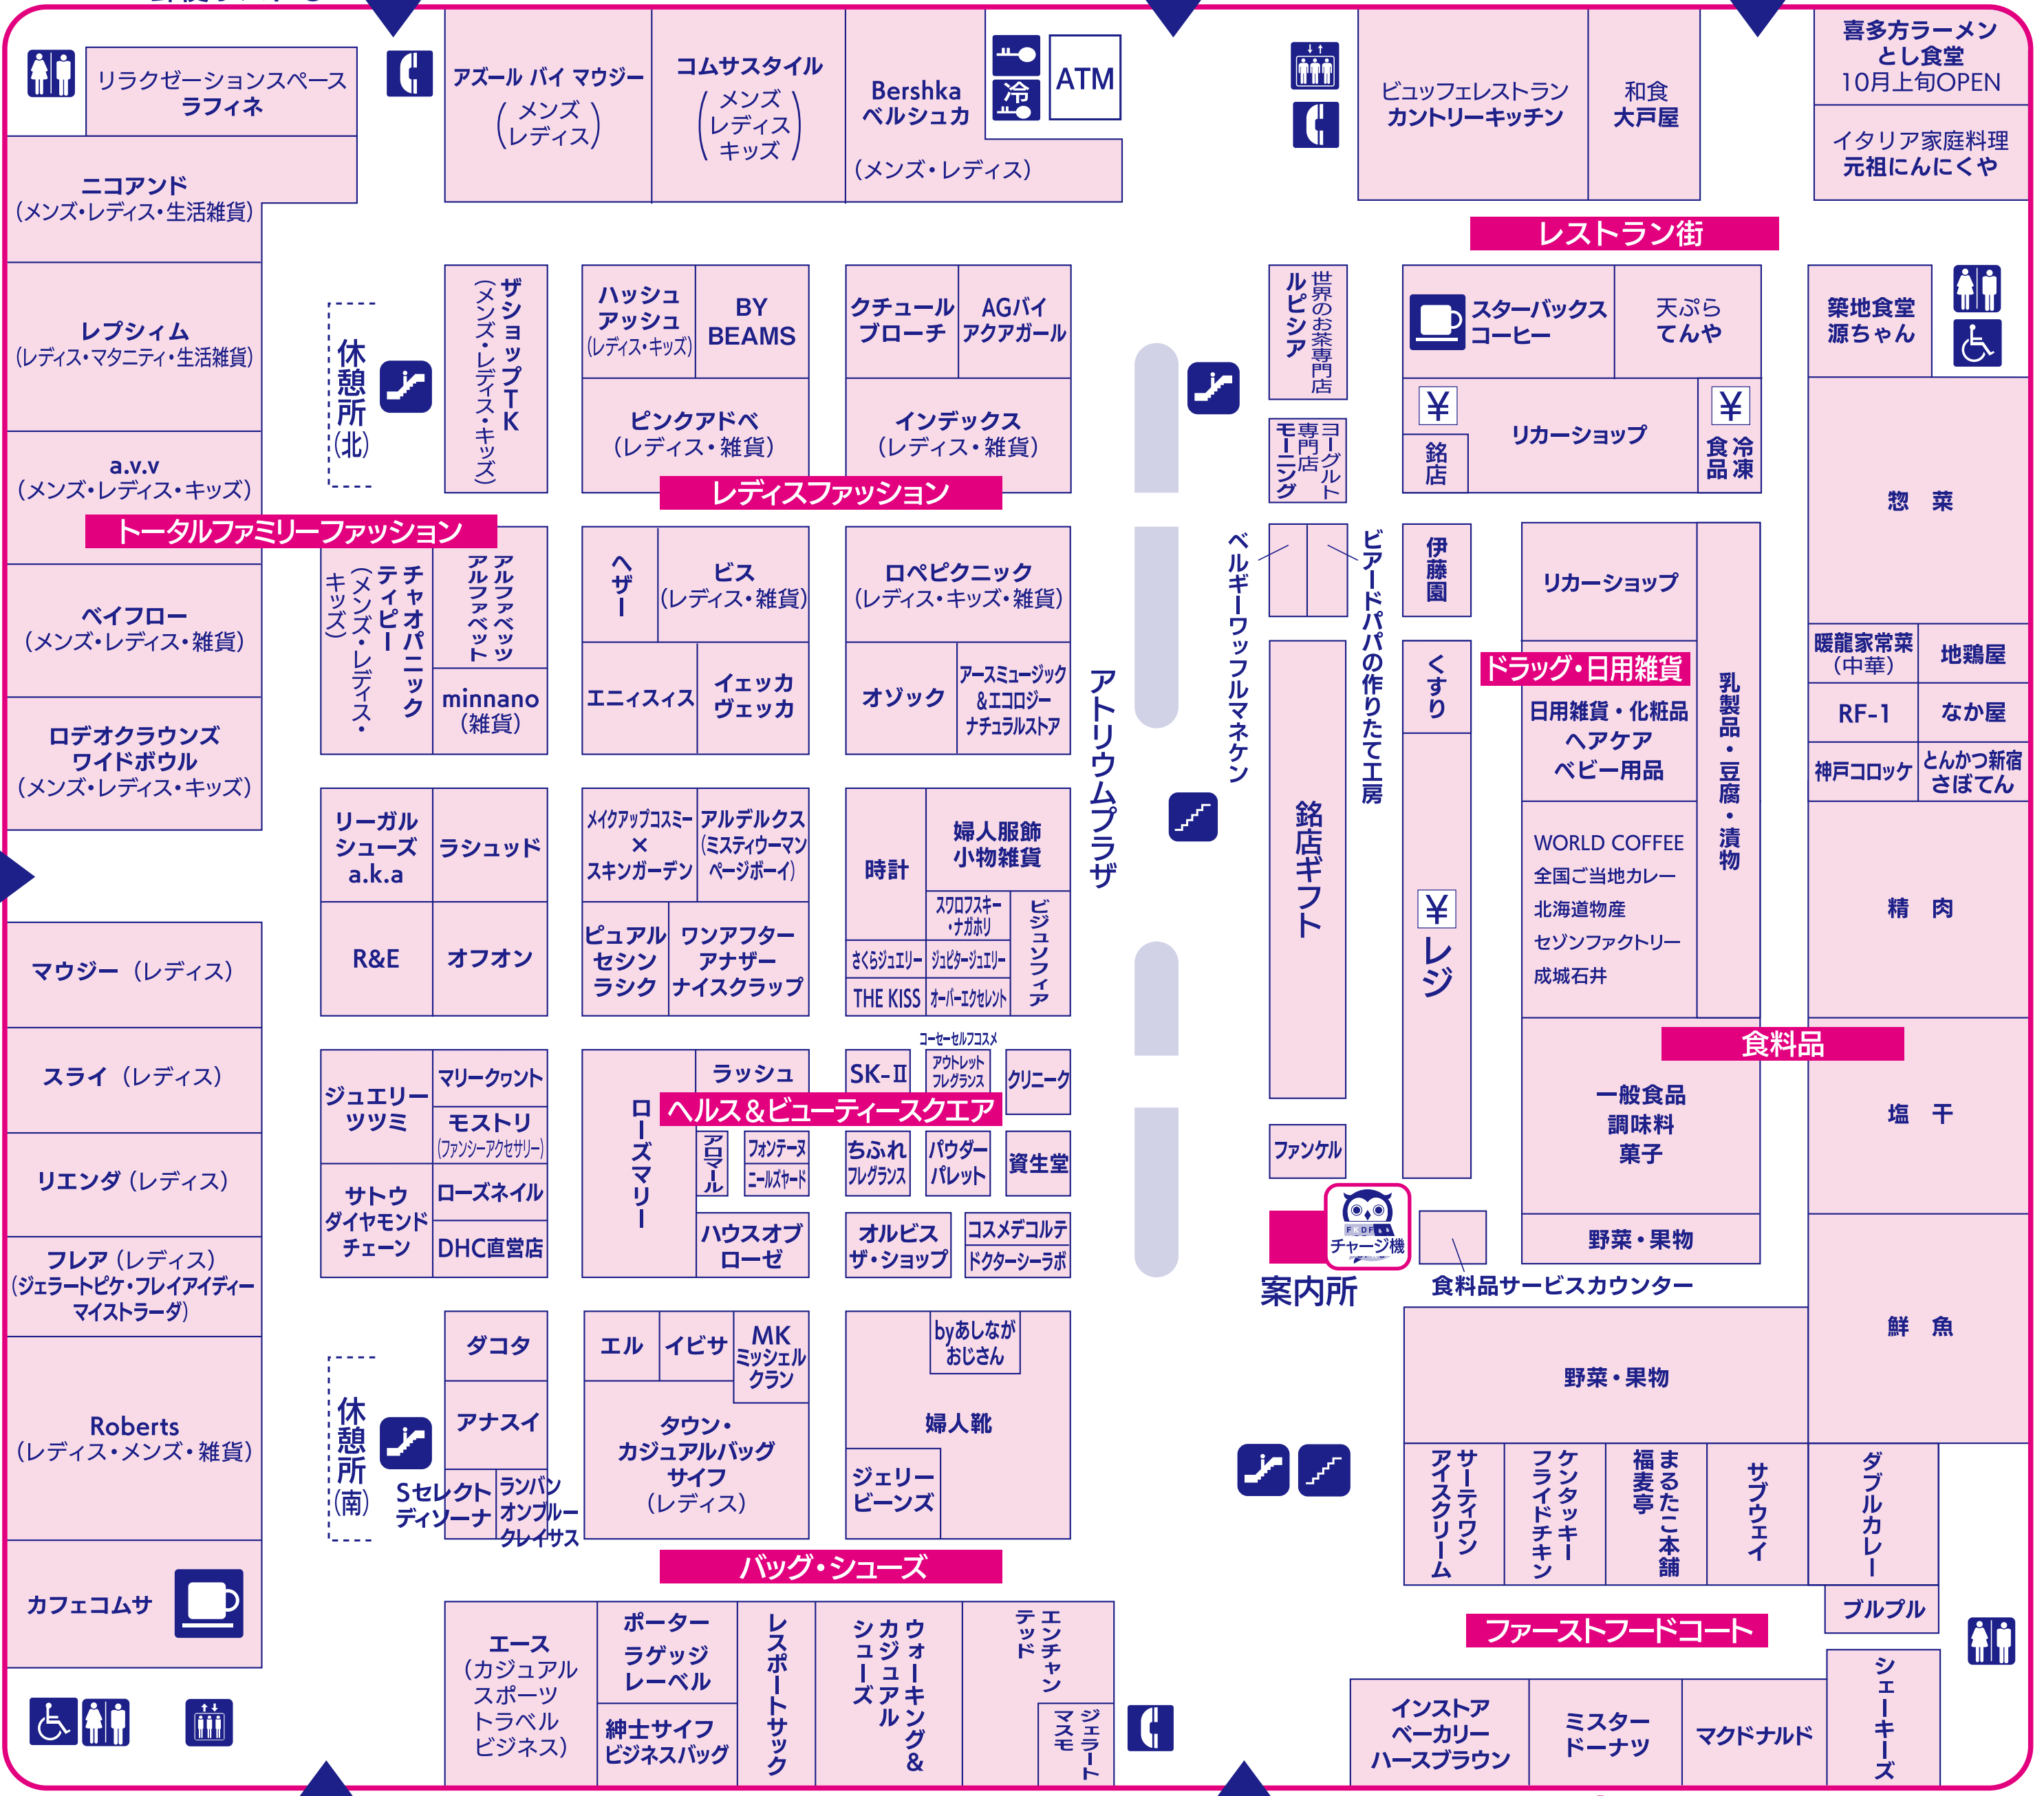 リラクゼーションスペース
ラフィネ
アズール バイ マウジー
(メンズ
レディス)
コムサスタイル
(メンズ
レディス
キッズ)
Bershka
ベルシュカ
(メンズ・レディス)
冷
ATM
ビュッフェレストラン
カントリーキッチン
和食
大戸屋
喜多方ラーメン
とし食堂
10月上旬OPEN
イタリア家庭料理
元祖にんにくや
レストラン街
ニコアンド
(メンズ・レディス・生活雑貨)
レプシィム
(レディス・マタニティ・生活雑貨)
a.v.v
(メンズ・レディス・キッズ)
トータルファミリーファッション
ベイフロー
(メンズ・レディス・雑貨)
ロデオクラウンズ
ワイドボウル
(メンズ・レディス・キッズ)
マウジー (レディス)
スライ (レディス)
リエンダ (レディス)
フレア (レディス)
(ジェラートピケ・フレイアイディー
マイストラーダ)
Roberts
(レディス・メンズ・雑貨)
カフェコムサ
休憩所
(北)
ザショップTK
(メンズ・レディス・キッズ)
ハッシュ
アッシュ
(レディス・キッズ)
BY
BEAMS
クチュール
ブローチ
AGバイ
アクアガール
ピンクアドベ
(レディス・雑貨)
インデックス
(レディス・雑貨)
レディスファッション
チャオパニック
ティピー
(メンズ・レディス・
キッズ)
アルファベッツ
アルファベット
minnano
(雑貨)
ヘザー
ビス
(レディス・雑貨)
ロペピクニック
(レディス・キッズ・雑貨)
エニィスィス
イェッカ
ヴェッカ
オゾック
アースミュージック
&エコロジー
ナチュラルストア
リーガル
シューズ
a.k.a
ラシュッド
R&E
オフオン
メイクアップコスミー
×
スキンガーデン
アルデルクス
(ミスティウーマン
ページボーイ)
ピュアル
セシン
ラシク
ワンアフター
アナザー
ナイスクラップ
時計
婦人服飾
小物雑貨
スワロフスキー
・ナガホリ
さくらジュエリー
ジュピタージュエリー
THE KISS
オーバーエクセレント
ビジュソフィア
アトリウムプラザ
ジュエリー
ツツミ
マリークヮント
モストリ
(ファンシーアクセサリー)
サトウ
ダイヤモンド
チェーン
ローズネイル
DHC直営店
ローズマリー
ラッシュ
コーセーセルフコスメ
SK-Ⅱ
アウトレット
フレグランス
クリニーク
ヘルス&ビューティースクエア
アロマール
フォンテーヌ
ニールズヤード
ちふれ
フレグランス
パウダー
パレット
資生堂
ハウスオブ
ローゼ
オルビス
ザ・ショップ
コスメデコルテ
ドクターシーラボ
休憩所
(南)
ダコタ
アナスイ
Sセレクト
ディソーナ
ランバン
オンブルー
クレイサス
エル
イビサ
MK
ミッシェル
クラン
タウン・
カジュアルバッグ
サイフ
(レディス)
byあしなが
おじさん
婦人靴
ジェリー
ビーンズ
バッグ・シューズ
エース
(カジュアル
スポーツ
トラベル
ビジネス)
ポーター
ラゲッジ
レーベル
紳士サイフ
ビジネスバッグ
レスポートサック
ウォーキング&
カジュアル
シューズ
エンチャン
テッド
ジェラート
マスモ
世界のお茶専門店
ルピシア
ヨーグルト
専門店
モーニング
ベルギーワッフルマネケン
ビアードパパの作りたて工房
スターバックス
コーヒー
天ぷら
てんや
¥
銘店
リカーショップ
¥
冷凍
食品
築地食堂
源ちゃん
惣 菜
伊藤園
リカーショップ
くすり
ドラッグ・日用雑貨
日用雑貨・化粧品
ヘアケア
ベビー用品
乳製品・豆腐・漬物
WORLD COFFEE
全国ご当地カレー
北海道物産
セゾンファクトリー
成城石井
暖龍家常菜
(中華)
地鶏屋
RF-1
なか屋
神戸コロッケ
とんかつ新宿
さぼてん
銘店ギフト
¥
レジ
精 肉
食料品
一般食品
調味料
菓子
塩 干
ファンケル
チャージ機
案内所
食料品サービスカウンター
野菜・果物
鮮 魚
野菜・果物
サーティワン
アイスクリーム
ケンタッキー
フライドチキン
まるたこ本舗
福麦亭
サブウェイ
ダブルカレー
ブルプル
ファーストフードコート
インストア
ベーカリー
ハースブラウン
ミスター
ドーナツ
マクドナルド
シェーキーズ